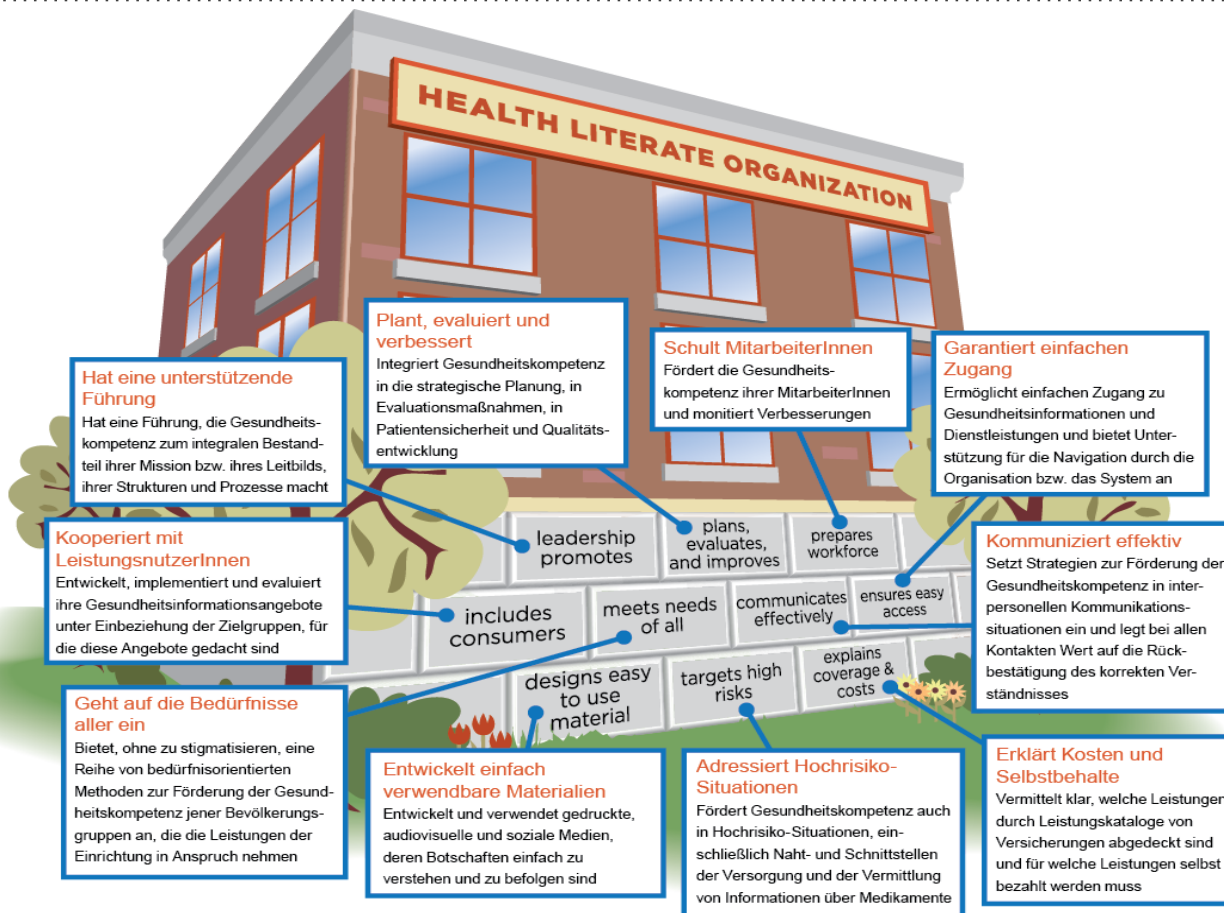 HEALTH LITERATE ORGANIZATION
Plant, evaluiert und
verbessert
Integriert Gesundheitskompetenz
in die strategische Planung, in
Evaluationsmaßnahmen, in
Patientensicherheit und Qualitäts-
entwicklung
Schult MitarbeiterInnen
Fördert die Gesundheits-
kompetenz ihrer MitarbeiterInnen
und monitiert Verbesserungen
Garantiert einfachen
Zugang
Ermöglicht einfachen Zugang zu
Gesundheitsinformationen und
Dienstleistungen und bietet Unter-
stützung für die Navigation durch die
Organisation bzw. das System an
Hat eine unterstützende
Führung
Hat eine Führung, die Gesundheits-
kompetenz zum integralen Bestand-
teil ihrer Mission bzw. ihres Leitbilds,
ihrer Strukturen und Prozesse macht
leadership
promotes
plans,
evaluates,
and improves
prepares
workforce
Kooperiert mit
LeistungsnutzerInnen
Entwickelt, implementiert und evaluiert
ihre Gesundheitsinformationsangebote
unter Einbeziehung der Zielgruppen, für
die diese Angebote gedacht sind
includes
consumers
meets needs
of all
communicates
effectively
ensures easy
access
Kommuniziert effektiv
Setzt Strategien zur Förderung der
Gesundheitskompetenz in inter-
personellen Kommunikations-
situationen ein und legt bei allen
Kontakten Wert auf die Rück-
bestätigung des korrekten Ver-
ständnisses
designs easy
to use
material
targets high
risks
explains
coverage &
costs
Geht auf die Bedürfnisse
aller ein
Bietet, ohne zu stigmatisieren, eine
Reihe von bedürfnisorientierten
Methoden zur Förderung der Gesund-
heitskompetenz jener Bevölkerungs-
gruppen an, die die Leistungen der
Einrichtung in Anspruch nehmen
Entwickelt einfach
verwendbare Materialien
Entwickelt und verwendet gedruckte,
audiovisuelle und soziale Medien,
deren Botschaften einfach zu
verstehen und zu befolgen sind
Adressiert Hochrisiko-
Situationen
Fördert Gesundheitskompetenz auch
in Hochrisiko-Situationen, ein-
schließlich Naht- und Schnittstellen
der Versorgung und der Vermittlung
von Informationen über Medikamente
Erklärt Kosten und
Selbstbehalte
Vermittelt klar, welche Leistungen
durch Leistungskataloge von
Versicherungen abgedeckt sind
und für welche Leistungen selbst
bezahlt werden muss